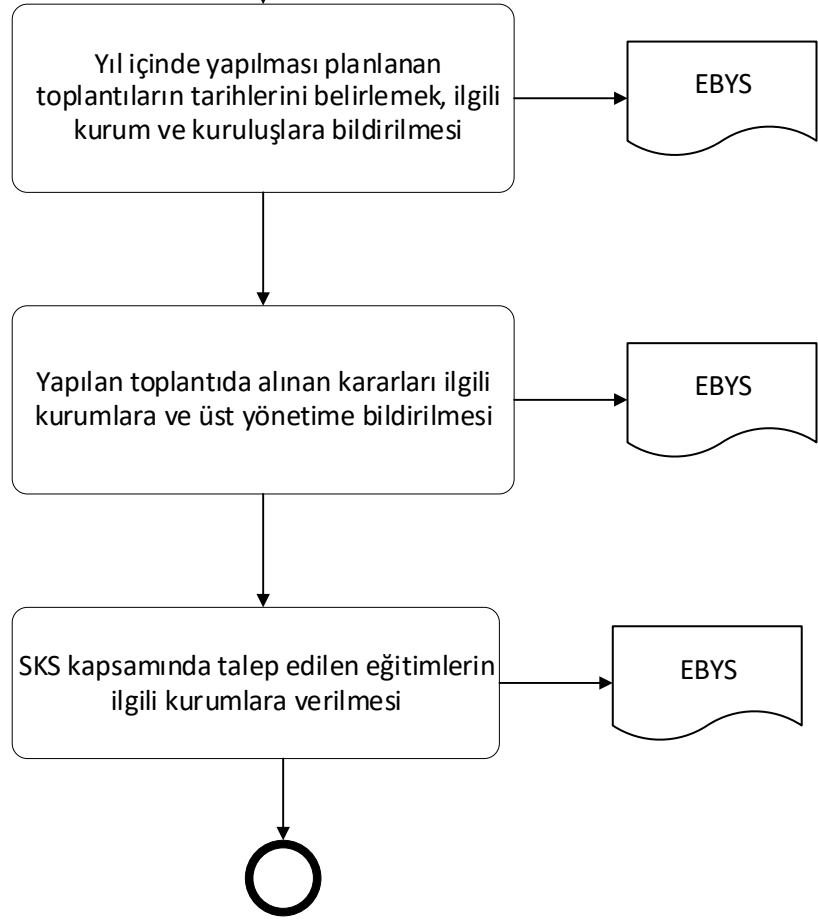 Yıl içinde yapılması planlanan
toplantıların tarihlerini belirlemek, ilgili
kurum ve kuruluşlara bildirilmesi
EBYS
Yapılan toplantıda alınan kararları ilgili
kurumlara ve üst yönetime bildirilmesi
EBYS
SKS kapsamında talep edilen eğitimlerin
ilgili kurumlara verilmesi
EBYS